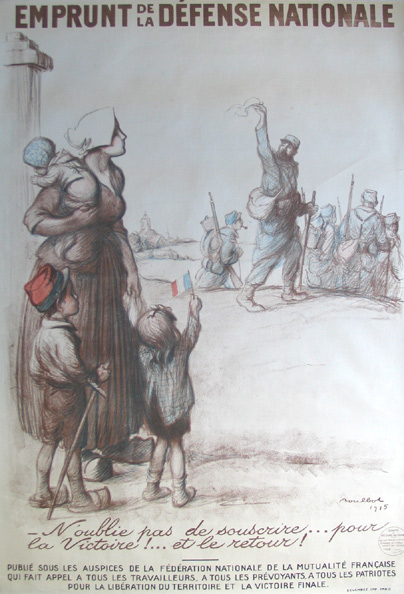 EMPRUNT DE LA DÉFENSE NATIONALE
Poulbot
1915
_ N'oublie pas de souscrire... pour
la Victoire!... et le retour!
PUBLIÉ SOUS LES AUSPICES DE LA FÉDÉRATION NATIONALE DE LA MUTUALITÉ FRANÇAISE
QUI FAIT APPEL A TOUS LES TRAVAILLEURS, A TOUS LES PRÉVOYANTS, A TOUS LES PATRIOTES
POUR LA LIBÉRATION DU TERRITOIRE ET LA VICTOIRE FINALE.